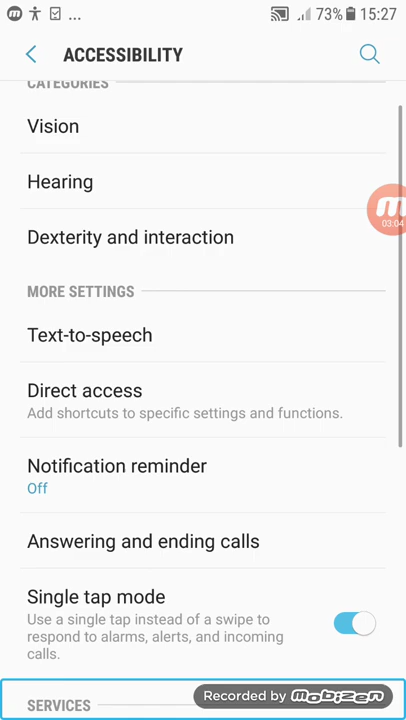 ... 73% 15:27
ACCESSIBILITY
CATEGORIES
Vision
Hearing
03:04
Dexterity and interaction
MORE SETTINGS
Text-to-speech
Direct access
Add shortcuts to specific settings and functions.
Notification reminder
Off
Answering and ending calls
Single tap mode
Use a single tap instead of a swipe to
respond to alarms, alerts, and incoming
calls.
SERVICES
Recorded by mobizen